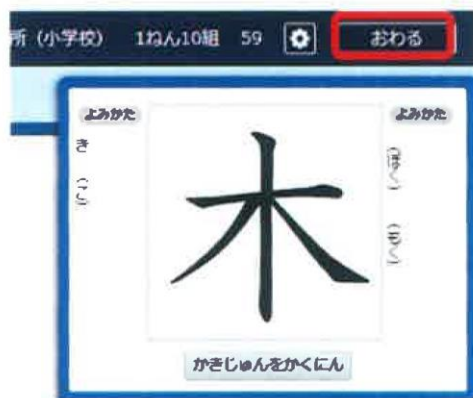 所（小学校） 1ねん10組 59 おわる
よみかた よみかた
き （こ）
木
（ぼく） （もく）
かきじゅんをかくにん